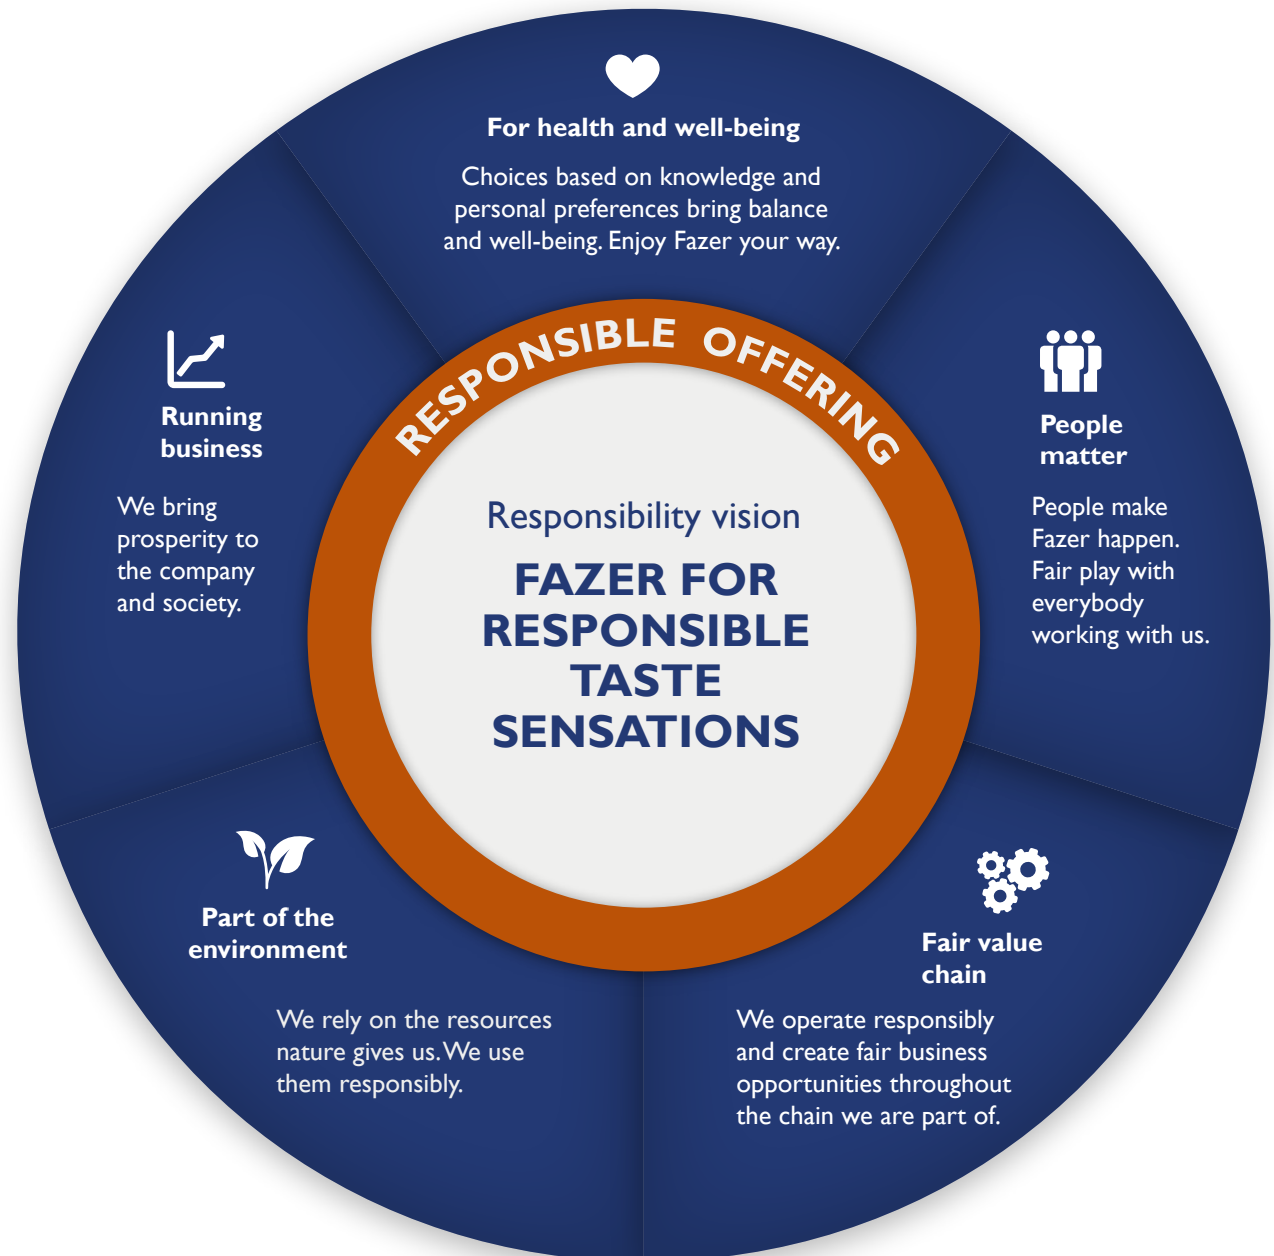 For health and well-being
Choices based on knowledge and
personal preferences bring balance
and well-being. Enjoy Fazer your way.
RESPONSIBLE OFFERING
Running
business
We bring
prosperity to
the company
and society.
People
matter
People make
Fazer happen.
Fair play with
everybody
working with us.
Responsibility vision
FAZER FOR
RESPONSIBLE
TASTE
SENSATIONS
Part of the
environment
We rely on the resources
nature gives us. We use
them responsibly.
Fair value
chain
We operate responsibly
and create fair business
opportunities throughout
the chain we are part of.